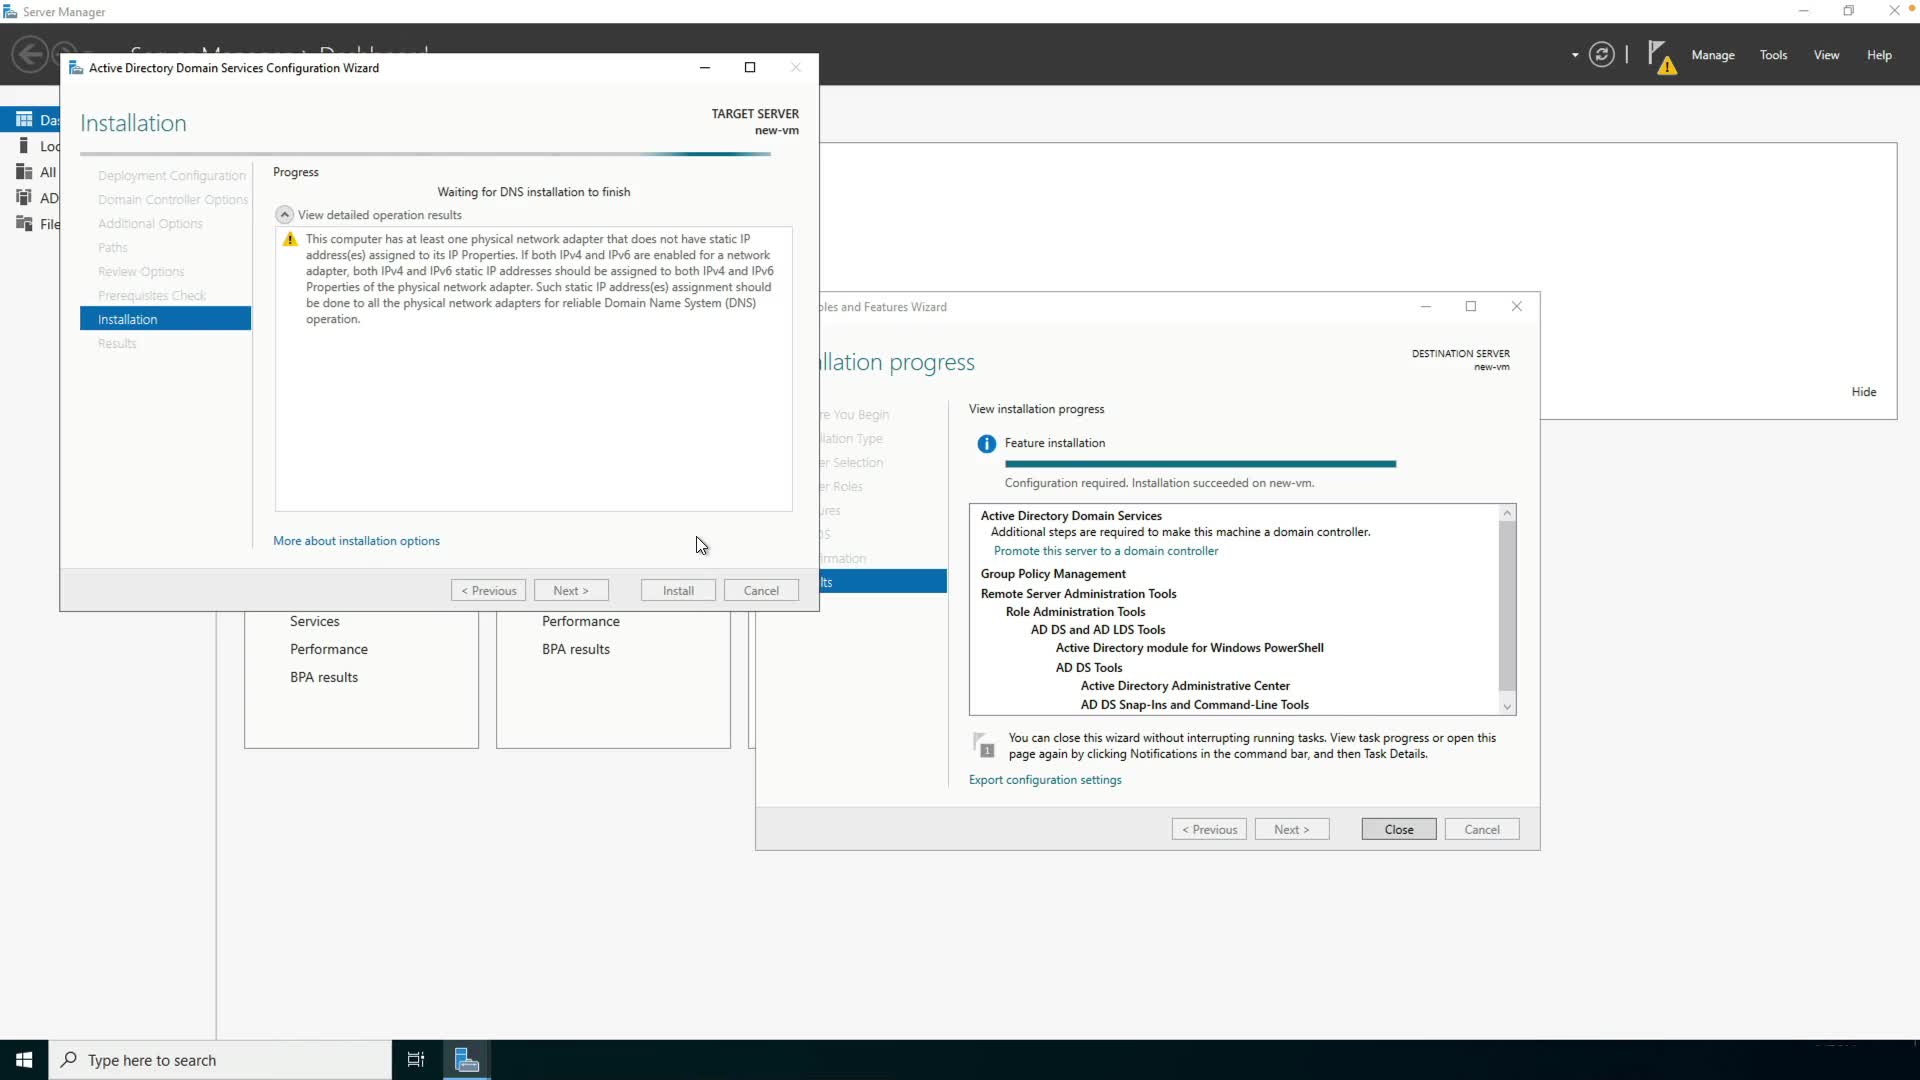 Server Manager
Manage
Tools
View
Help
Active Directory Domain Services Configuration Wizard
Installation
TARGET SERVER
new-vm
Deployment Configuration
Domain Controller Options
Additional Options
Paths
Review Options
Prerequisites Check
Installation
Results
Progress
Waiting for DNS installation to finish
View detailed operation results
This computer has at least one physical network adapter that does not have static IP
address(es) assigned to its IP Properties. If both IPv4 and IPv6 are enabled for a network
adapter, both IPv4 and IPv6 static IP addresses should be assigned to both IPv4 and IPv6
Properties of the physical network adapter. Such static IP address(es) assignment should
be done to all the physical network adapters for reliable Domain Name System (DNS)
operation.
More about installation options
< Previous
Next >
Install
Cancel
All
AD
File
Services
Performance
BPA results
Performance
BPA results
Hide
and Features Wizard
progress
DESTINATION SERVER
new-vm
You Begin
Type
Selection
Roles
View installation progress
Feature installation
Configuration required. Installation succeeded on new-vm.
Active Directory Domain Services
Additional steps are required to make this machine a domain controller.
Promote this server to a domain controller
Group Policy Management
Remote Server Administration Tools
Role Administration Tools
AD DS and AD LDS Tools
Active Directory module for Windows PowerShell
AD DS Tools
Active Directory Administrative Center
AD DS Snap-Ins and Command-Line Tools
1
You can close this wizard without interrupting running tasks. View task progress or open this
page again by clicking Notifications in the command bar, and then Task Details.
Export configuration settings
< Previous
Next >
Close
Cancel
Type here to search